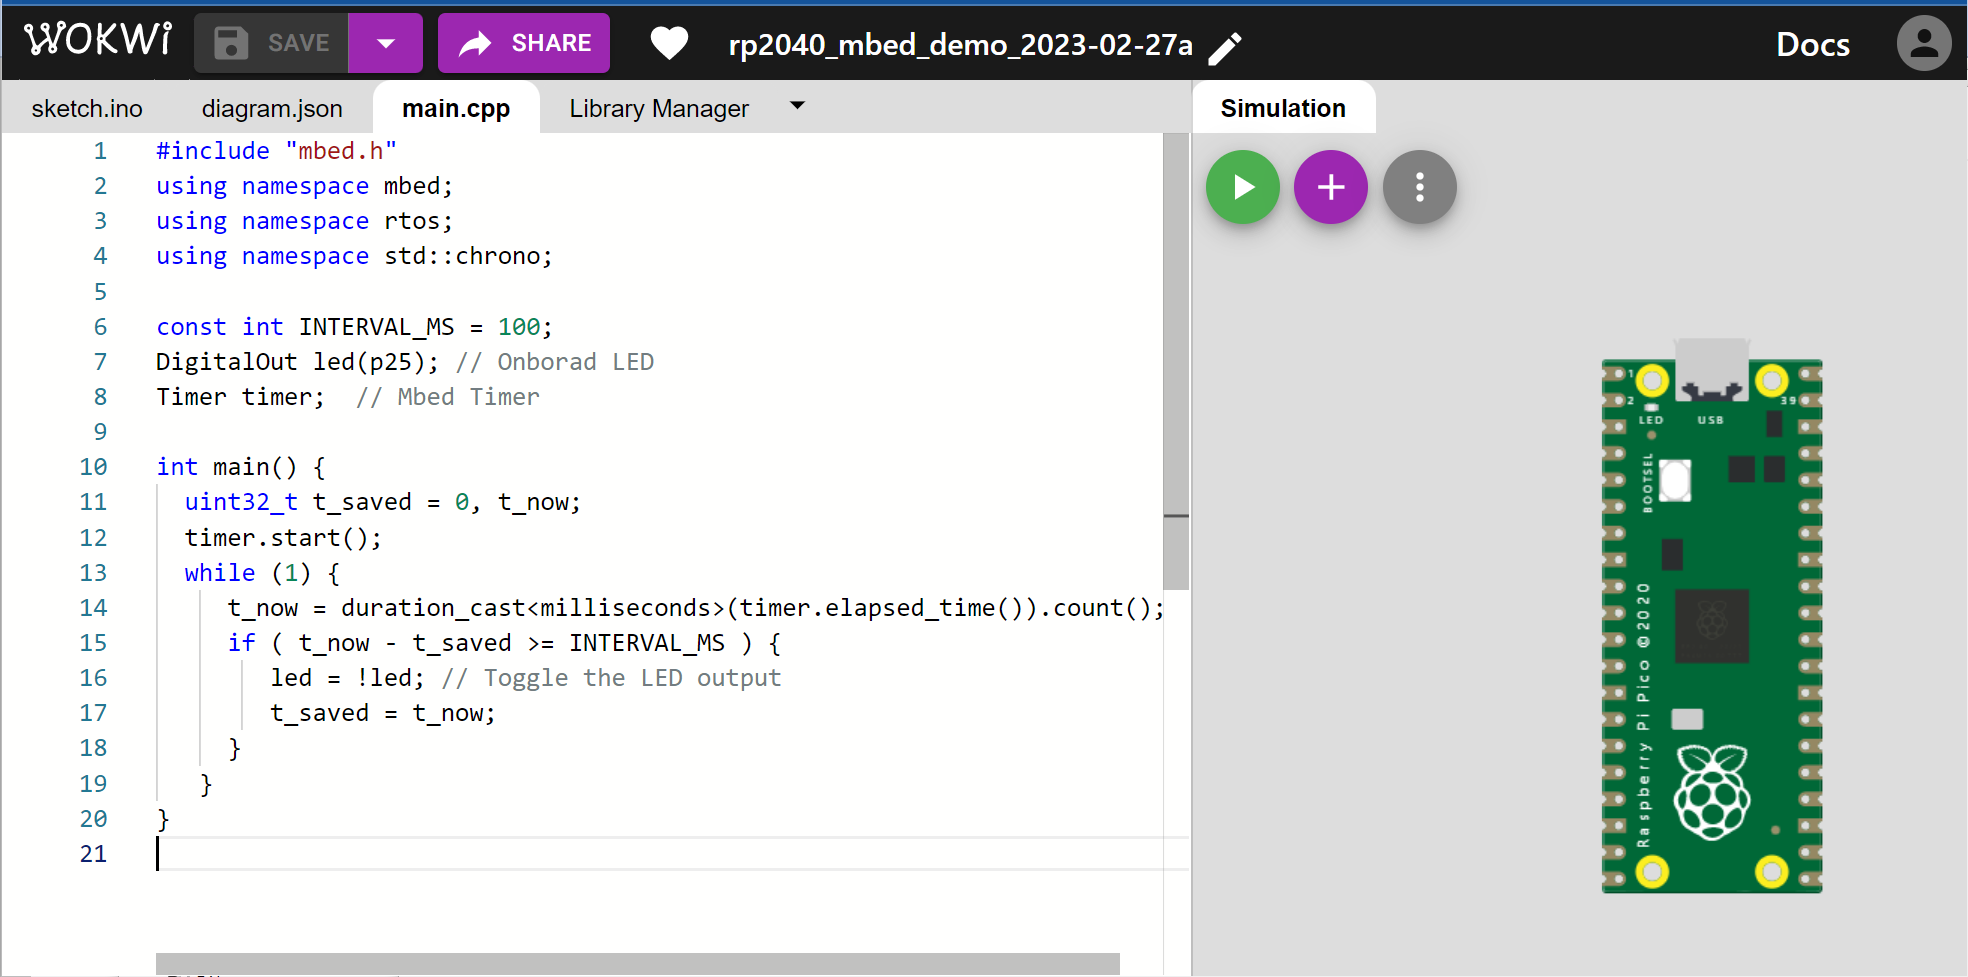 WOKWi SAVE SHARE rp2040_mbed_demo_2023-02-27a Docs
sketch.ino diagram.json main.cpp Library Manager Simulation
1 #include "mbed.h"
2 using namespace mbed;
3 using namespace rtos;
4 using namespace std::chrono;
5
6 const int INTERVAL_MS = 100;
7 DigitalOut led(p25); // Onborad LED
8 Timer timer;  // Mbed Timer
9
10 int main() {
11   uint32_t t_saved = 0, t_now;
12   timer.start();
13   while (1) {
14      t_now = duration_cast<milliseconds>(timer.elapsed_time()).count();
15      if ( t_now - t_saved >= INTERVAL_MS ) {
16         led = !led; // Toggle the LED output
17         t_saved = t_now;
18      }
19    }
20 }
21
1
2
39
LED USB
BOOTSEL
Raspberry Pi Pico ©2020